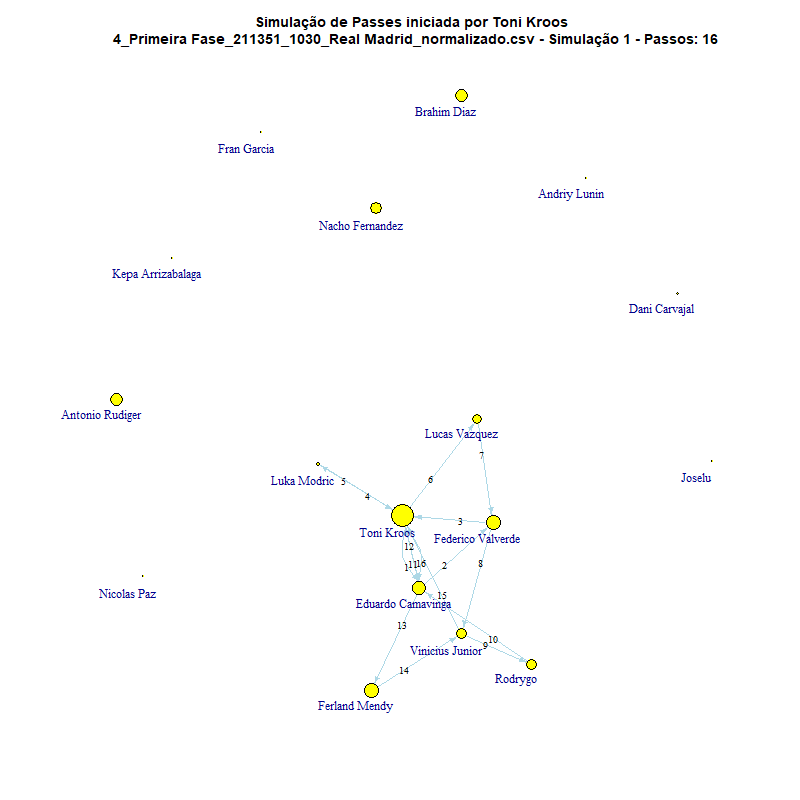 Simulação de Passes iniciada por Toni Kroos
4_Primeira Fase_211351_1030_Real Madrid_normalizado.csv - Simulação 1 - Passos: 16
Brahim Diaz
Fran Garcia
Andriy Lunin
Nacho Fernandez
Kepa Arrizabalaga
Dani Carvajal
Antonio Rudiger
Lucas Vazquez
7
Joselu
Luka Modric
5
6
4
3
Toni Kroos
Federico Valverde
12
1
11
16
2
8
Nicolas Paz
15
Eduardo Camavinga
13
10
9
Vinicius Junior
14
Rodrygo
Ferland Mendy